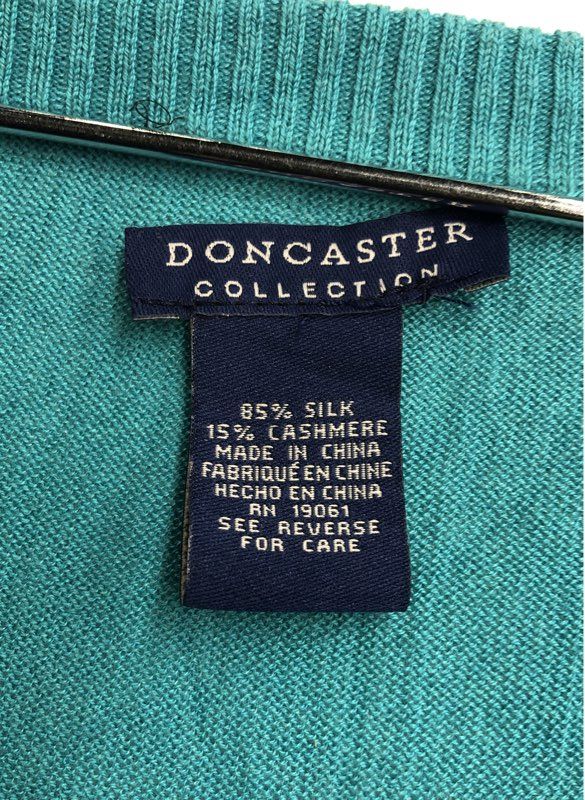 DONCASTER
COLLECTION
85% SILK
15% CASHMERE
MADE IN CHINA
FABRIQUÉ EN CHINE
HECHO EN CHINA
RN 19061
SEE REVERSE
FOR CARE